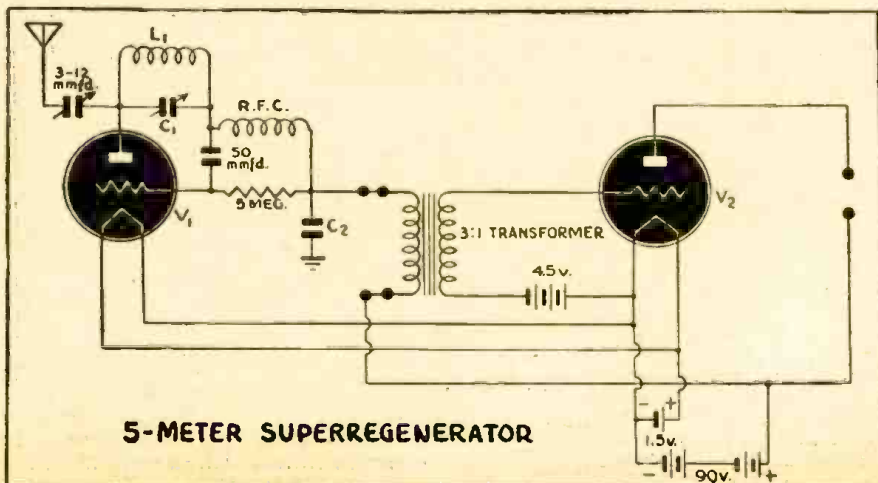 L1
3-12
mmfd.
C1
R.F.C.
50
mmfd.
V1
5 MEG.
C2
3:1 TRANSFORMER
V2
4.5v.
- +
1.5v.
- 90v. +
5-METER SUPERREGENERATOR